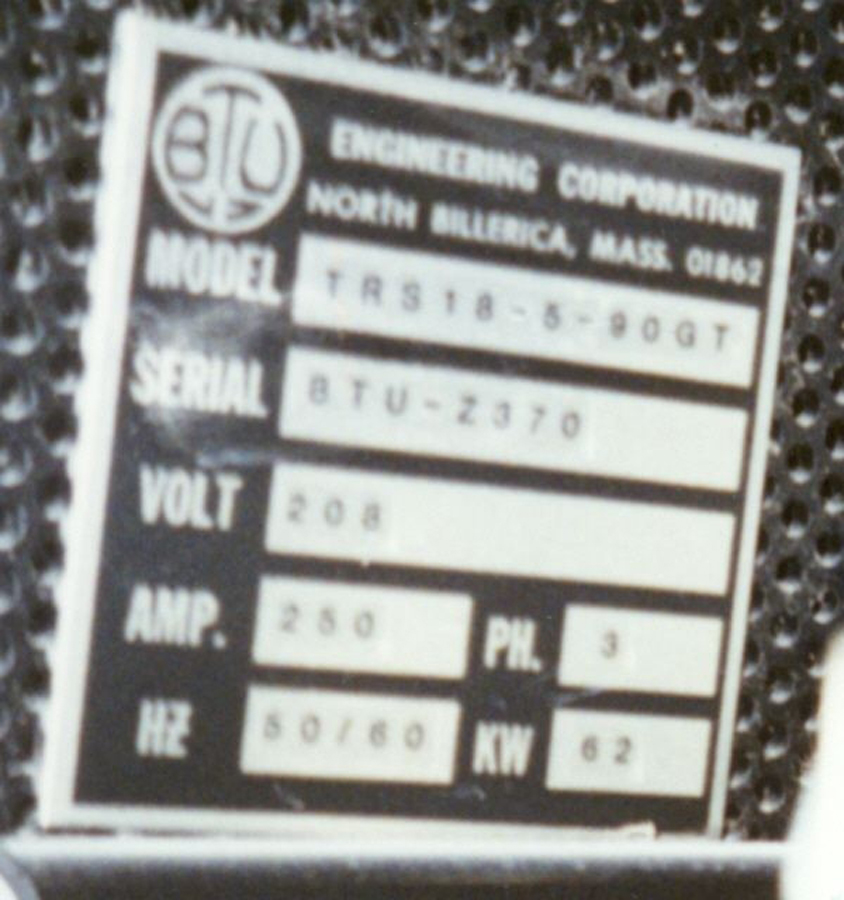 BTU
ENGINEERING CORPORATION
NORTH BILLERICA, MASS. 01862
MODEL TRS18-5-90GT
SERIAL BTU-Z370
VOLT 208
AMP. 250 PH. 3
HZ 50/60 KW 62